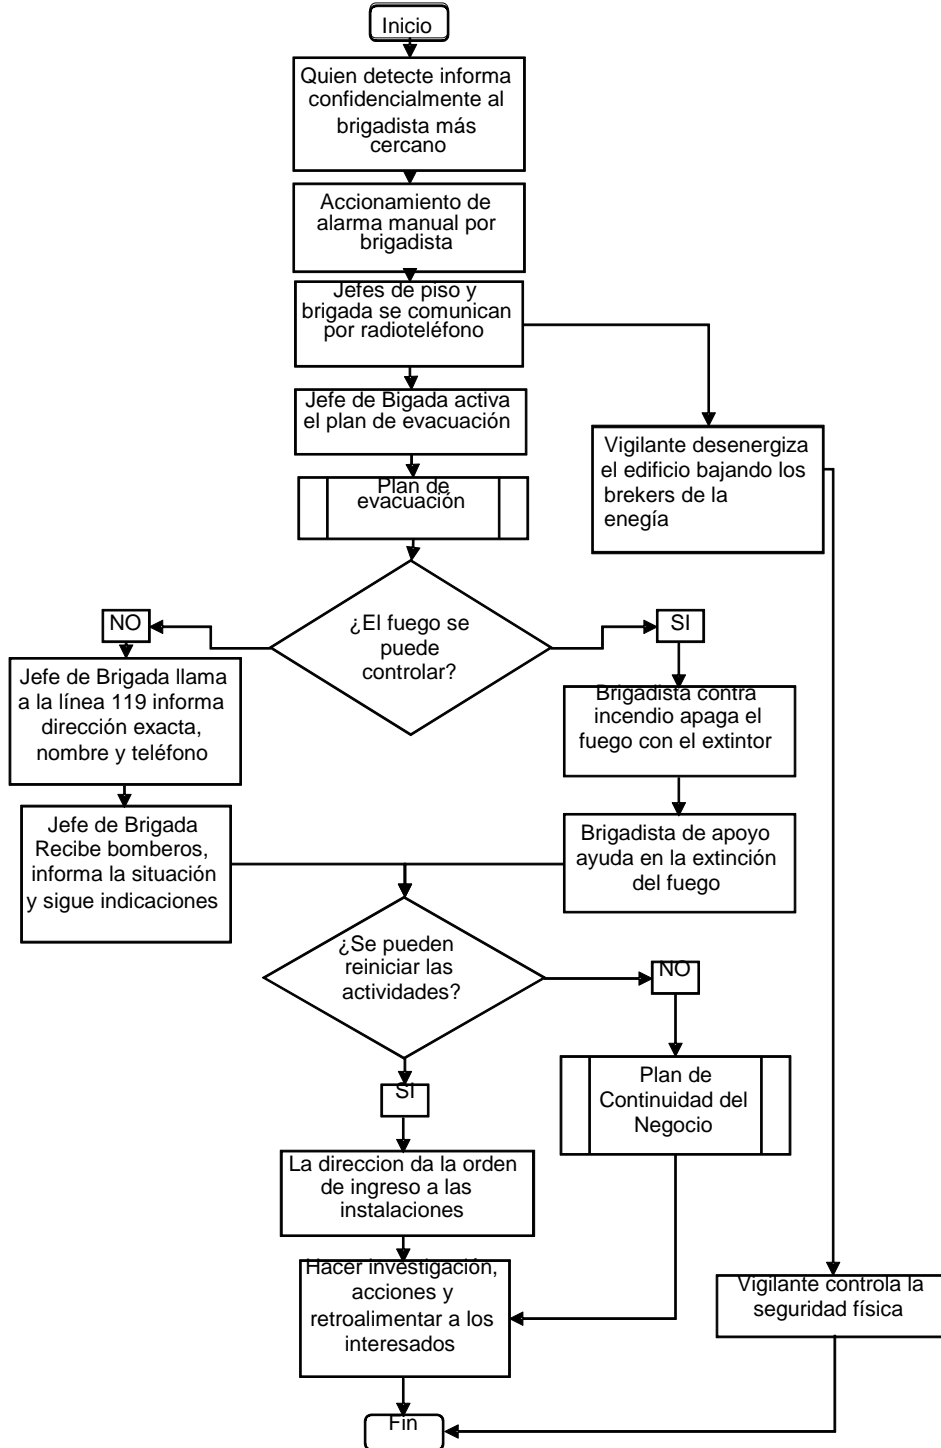 Inicio
Quien detecte informa
confidencialmente al
brigadista más
cercano
Accionamiento de
alarma manual por
brigadista
Jefes de piso y
brigada se comunican
por radioteléfono
Jefe de Bigada activa
el plan de evacuación
Vigilante desenergiza
el edificio bajando los
brekers de la
enegía
Plan de
evacuación
¿El fuego se
puede
controlar?
NO
SI
Jefe de Brigada llama
a la línea 119 informa
dirección exacta,
nombre y teléfono
Brigadista contra
incendio apaga el
fuego con el extintor
Jefe de Brigada
Recibe bomberos,
informa la situación
y sigue indicaciones
Brigadista de apoyo
ayuda en la extinción
del fuego
¿Se pueden
reiniciar las
actividades?
NO
SI
Plan de
Continuidad del
Negocio
La direccion da la orden
de ingreso a las
instalaciones
Hacer investigación,
acciones y
retroalimentar a los
interesados
Vigilante controla la
seguridad física
Fin